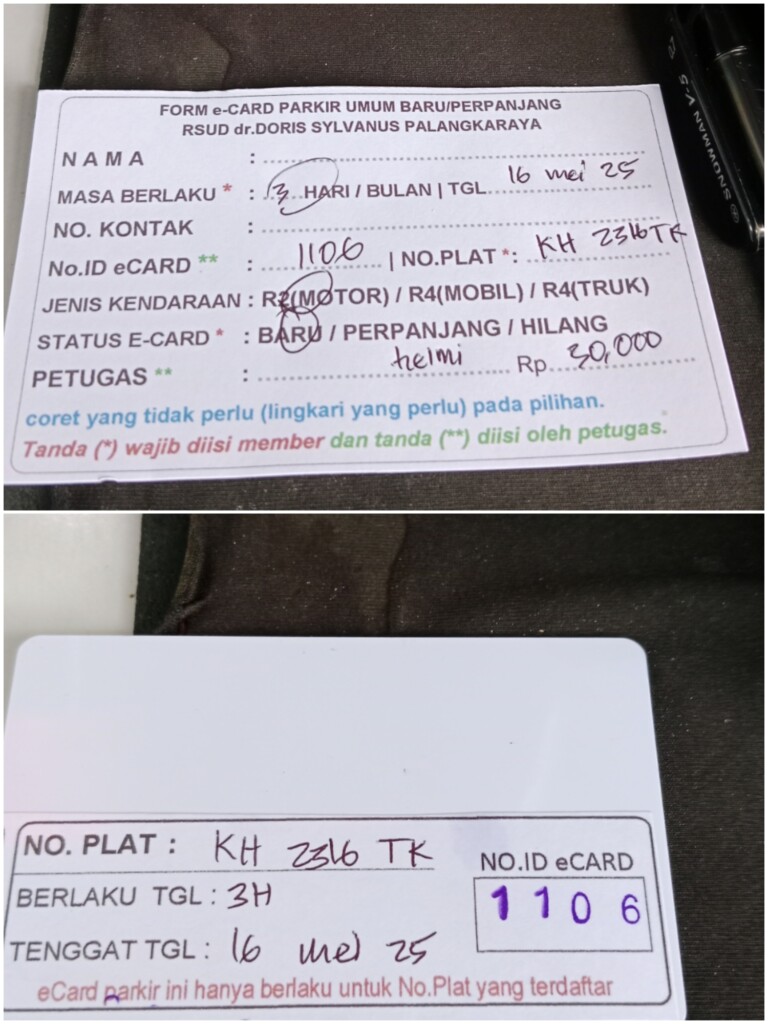 FORM e-CARD PARKIR UMUM BARU/PERPANJANG
RSUD dr.DORIS SYLVANUS PALANGKARAYA
NAMA :
MASA BERLAKU * : 3 HARI / BULAN | TGL 16 mei 25
NO. KONTAK :
No.ID eCARD ** : 1106 | NO.PLAT *: KH 2316 TK
JENIS KENDARAAN : R2(MOTOR) / R4(MOBIL) / R4(TRUK)
STATUS E-CARD * : BARU / PERPANJANG / HILANG
PETUGAS ** : helmi Rp. 30,000
coret yang tidak perlu (lingkari yang perlu) pada pilihan.
Tanda (*) wajib diisi member dan tanda (**) diisi oleh petugas.
SNOWMAN V-5
NO. PLAT : KH 2316 TK
NO.ID eCARD
1106
BERLAKU TGL : 3H
TENGGAT TGL : 16 mei 25
eCard parkir ini hanya berlaku untuk No.Plat yang terdaftar